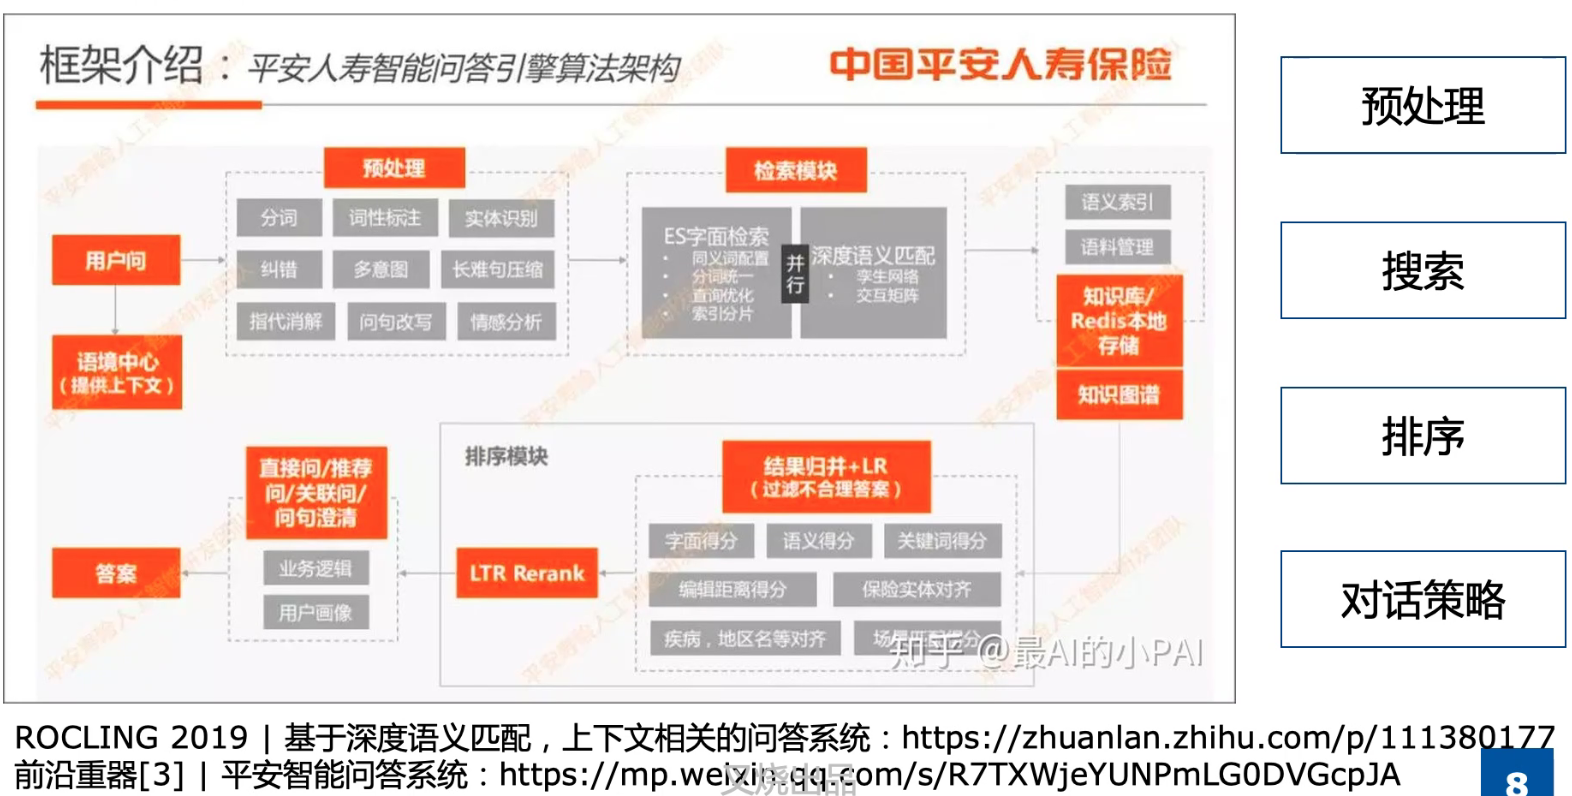 框架介绍：平安人寿智能问答引擎算法架构
中国平安人寿保险
预处理
分词
词性标注
实体识别
纠错
多意图
长难句压缩
指代消解
问句改写
情感分析
用户问
语境中心
（提供上下文）
检索模块
ES字面检索
• 同义词配置
• 分词统一
• 查询优化
• 索引分片
并行
深度语义匹配
• 孪生网络
• 交互矩阵
语义索引
语料管理
知识库/
Redis本地
存储
知识图谱
排序模块
结果归并+LR
（过滤不合理答案）
字面得分
语义得分
关键词得分
编辑距离得分
保险实体对齐
疾病，地区名等对齐
场景匹配得分
LTR Rerank
直接问/推荐
问/关联问/
问句澄清
业务逻辑
用户画像
答案
知乎 @最AI的小PAI
预处理
搜索
排序
对话策略
ROCLING 2019 | 基于深度语义匹配，上下文相关的问答系统：https://zhuanlan.zhihu.com/p/111380177
前沿重器[3] | 平安智能问答系统：https://mp.weixin.qq.com/s/R7TXWjeYUNPmLG0DVGcpJA
叉烧出品
8